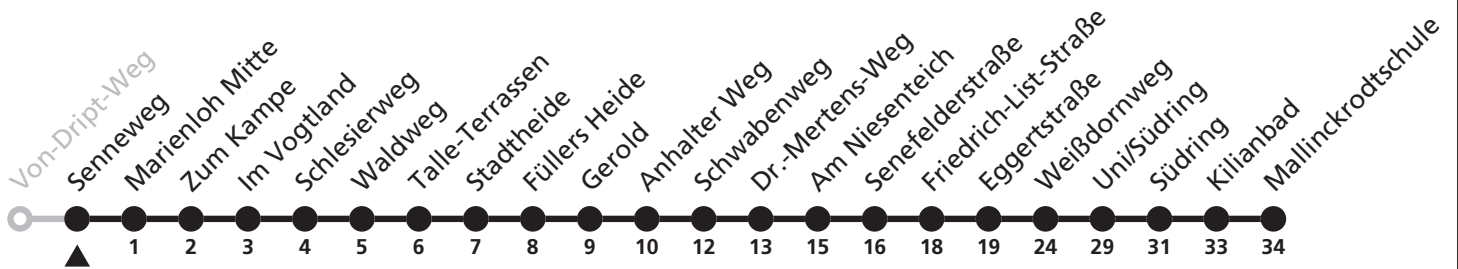 Von-Dript-Weg
Senneweg
Marienloh Mitte
Zum Kampe
Im Vogtland
Schlesierweg
Waldweg
Talle-Terrassen
Stadtheide
Füllers Heide
Gerold
Anhalter Weg
Schwabenweg
Dr.-Mertens-Weg
Am Niesenteich
Senefelderstraße
Friedrich-List-Straße
Eggertstraße
Weißdornweg
Uni/Südring
Südring
Kilianbad
Mallinckrodtschule
1 2 3 4 5 6 7 8 9 10 12 13 15 16 18 19 24 29 31 33 34